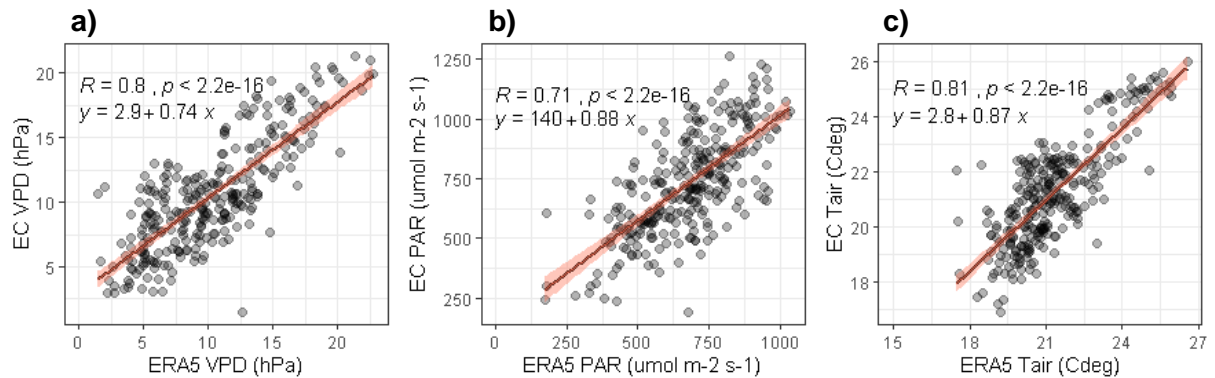 a)
R = 0.8 , p < 2.2e-16
y = 2.9 + 0.74 x
20
15
10
5
0
5
10
15
20
EC VPD (hPa)
ERA5 VPD (hPa)
b)
R = 0.71 , p < 2.2e-16
y = 140 + 0.88 x
1250
1000
750
500
250
0
250
500
750
1000
EC PAR (umol m-2 s-1)
ERA5 PAR (umol m-2 s-1)
c)
R = 0.81 , p < 2.2e-16
y = 2.8 + 0.87 x
26
24
22
20
18
15
18
21
24
27
EC Tair (Cdeg)
ERA5 Tair (Cdeg)